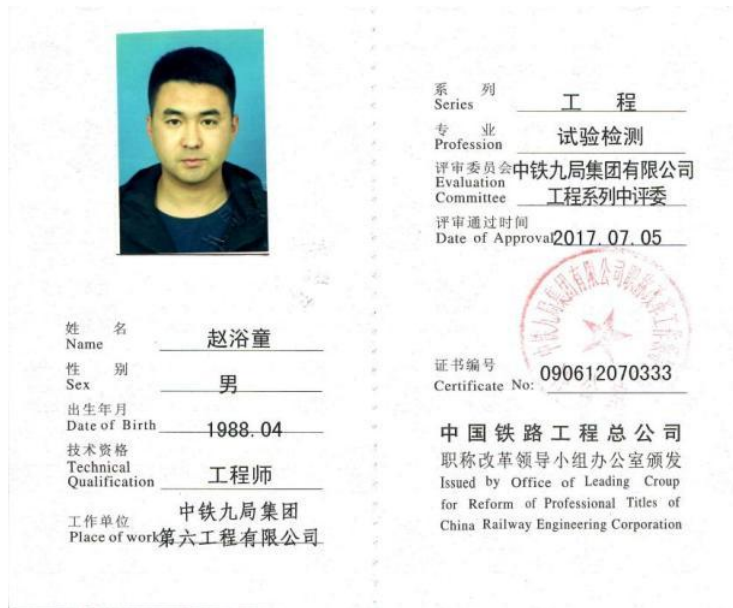 姓 名
Name 赵浴童
性 别
Sex 男
出生年月
Date of Birth 1988.04
技术资格
Technical
Qualification 工程师
工作单位 中铁九局集团
Place of work 第六工程有限公司
系 列
Series 工 程
专 业
Profession 试验检测
评审委员会 中铁九局集团有限公司
Evaluation
Committee 工程系列中评委
评审通过时间
Date of Approval 2017.07.05
证书编号
Certificate No: 090612070333
中国铁路工程总公司
职称改革领导小组办公室颁发
Issued by Office of Leading Croup
for Reform of Professional Titles of
China Railway Engineering Corporation